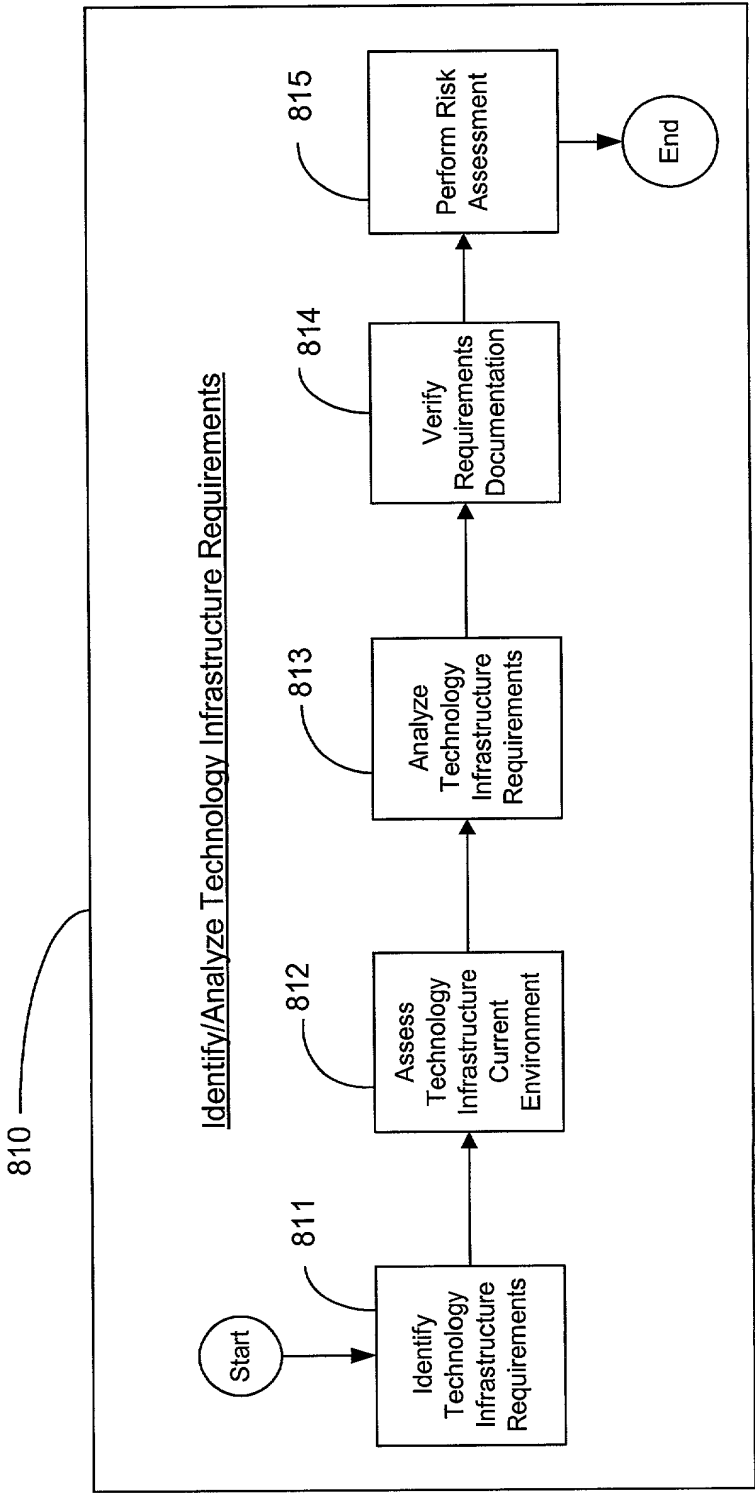 810
Identify/Analyze Technology Infrastructure Requirements
Start
811
Identify
Technology
Infrastructure
Requirements
812
Assess
Technology
Infrastructure
Current
Environment
813
Analyze
Technology
Infrastructure
Requirements
814
Verify
Requirements
Documentation
815
Perform Risk
Assessment
End